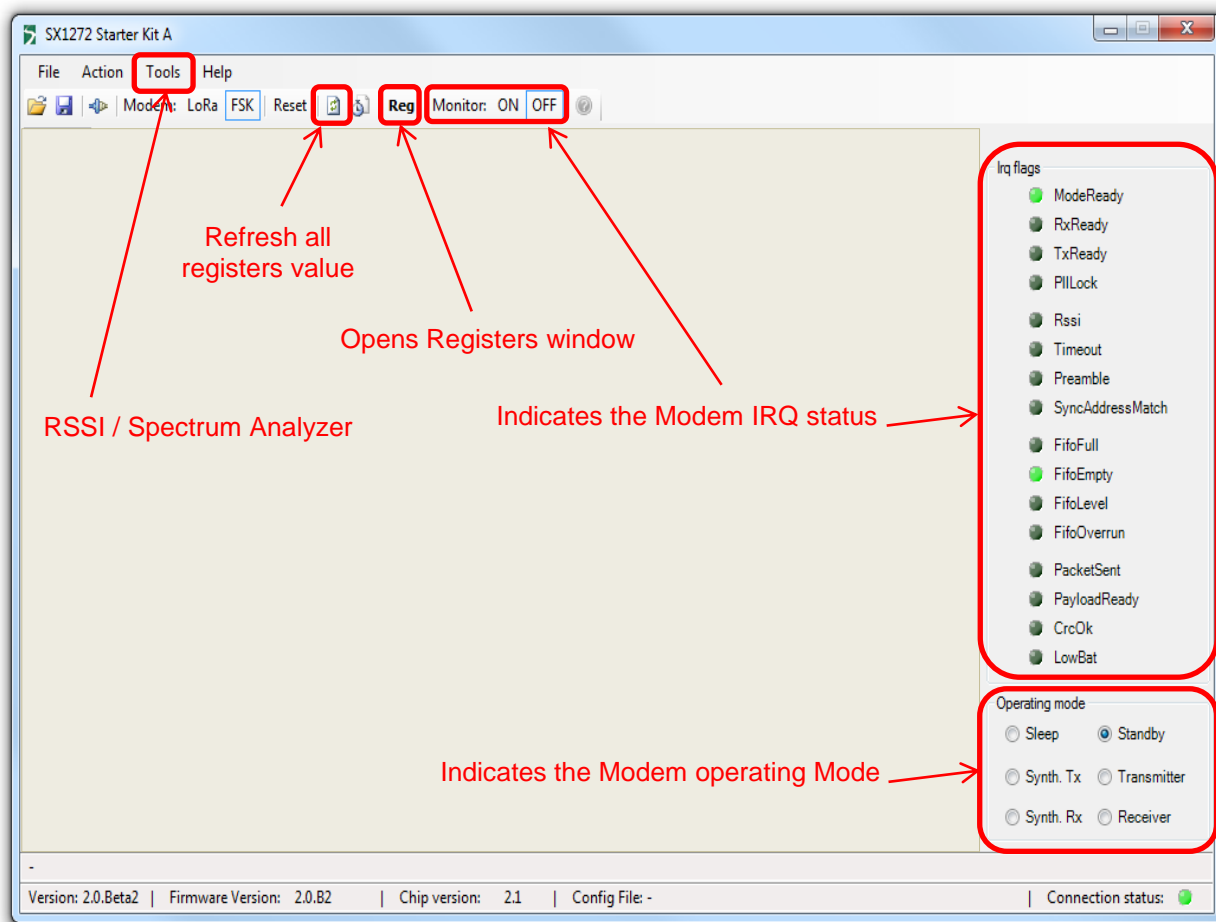 SX1272 Starter Kit A
File Action Tools Help
Modem: LoRa FSK Reset Reg Monitor: ON OFF
Refresh all
registers value
Opens Registers window
RSSI / Spectrum Analyzer
Indicates the Modem IRQ status
Irq flags
ModeReady
RxReady
TxReady
PllLock
Rssi
Timeout
Preamble
SyncAddressMatch
FifoFull
FifoEmpty
FifoLevel
FifoOverrun
PacketSent
PayloadReady
CrcOk
LowBat
Indicates the Modem operating Mode
Operating mode
Sleep Standby
Synth. Tx Transmitter
Synth. Rx Receiver
-
Version: 2.0.Beta2 | Firmware Version: 2.0.B2 | Chip version: 2.1 | Config File: - | Connection status: